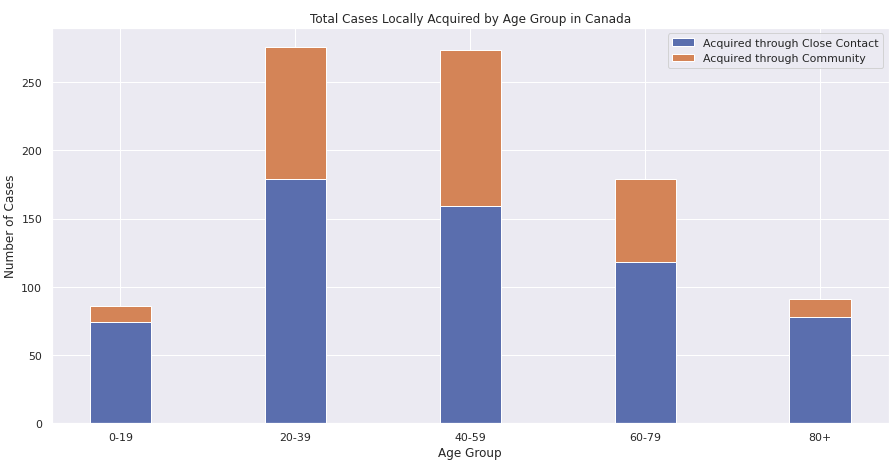 Total Cases Locally Acquired by Age Group in Canada
Acquired through Close Contact
Acquired through Community
250
200
150
100
50
0
Number of Cases
0-19 20-39 40-59 60-79 80+
Age Group